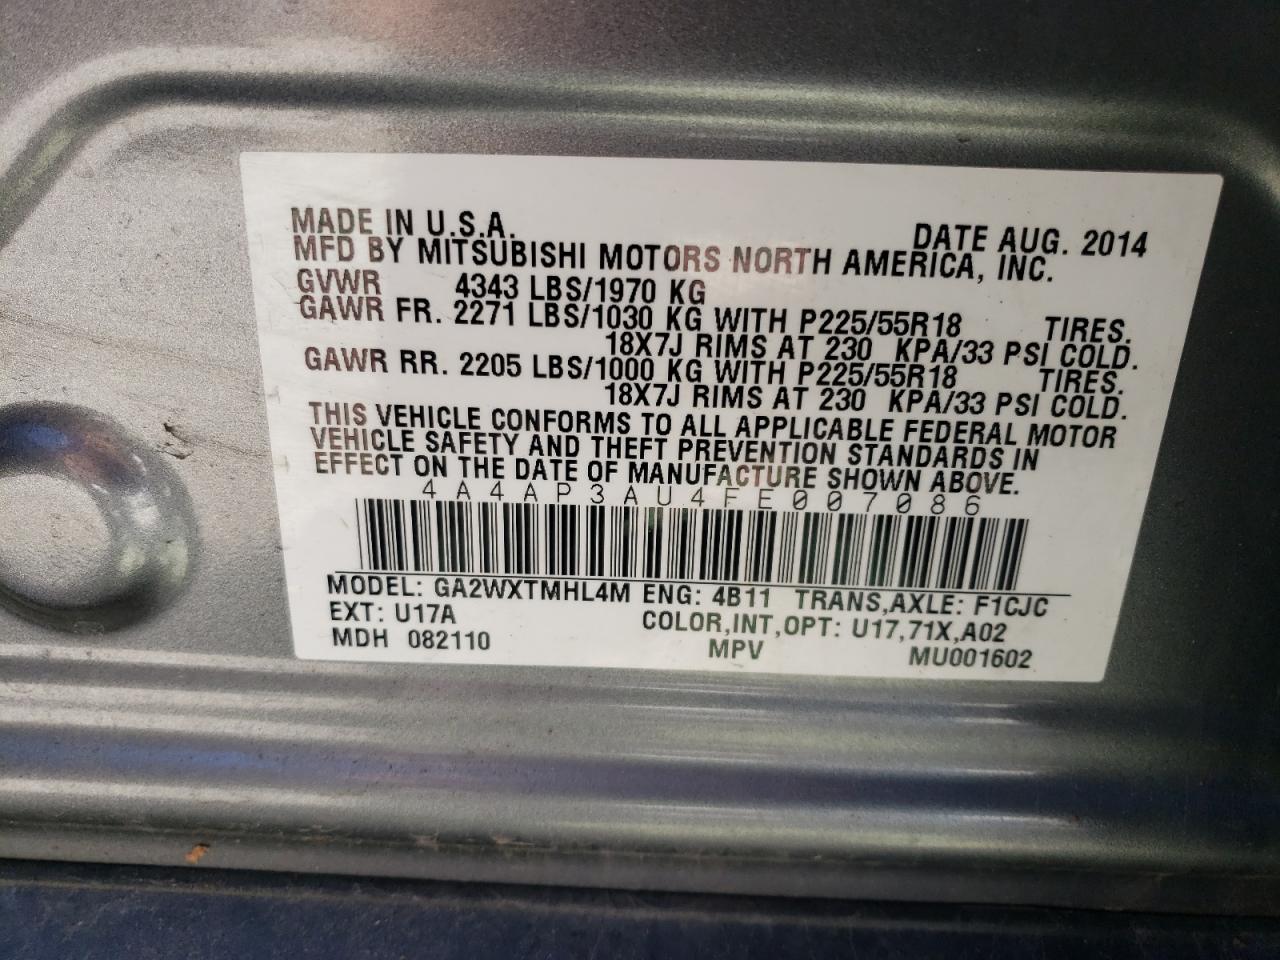 MADE IN U.S.A. DATE AUG. 2014
MFD BY MITSUBISHI MOTORS NORTH AMERICA, INC.
GVWR 4343 LBS/1970 KG
GAWR FR. 2271 LBS/1030 KG WITH P225/55R18 TIRES.
18X7J RIMS AT 230 KPA/33 PSI COLD.
GAWR RR. 2205 LBS/1000 KG WITH P225/55R18 TIRES.
18X7J RIMS AT 230 KPA/33 PSI COLD.
THIS VEHICLE CONFORMS TO ALL APPLICABLE FEDERAL MOTOR
VEHICLE SAFETY AND THEFT PREVENTION STANDARDS IN
EFFECT ON THE DATE OF MANUFACTURE SHOWN ABOVE.
4A4AP3AU4FE007086
MODEL: GA2WXTMHL4M ENG: 4B11 TRANS,AXLE: F1CJC
EXT: U17A COLOR,INT,OPT: U17,71X,A02
MDH 082110 MPV MU001602